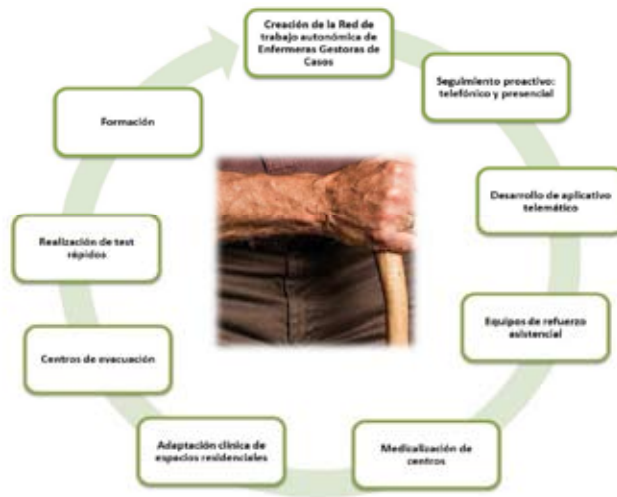 Creación de la Red de
trabajo autonómica de
Enfermeras Gestoras de
Casos
Seguimiento proactivo:
telefónico y presencial
Desarrollo de aplicativo
telemático
Equipos de refuerzo
asistencial
Medicalización de
centros
Adaptación clínica de
espacios residenciales
Centros de evacuación
Realización de test
rápidos
Formación